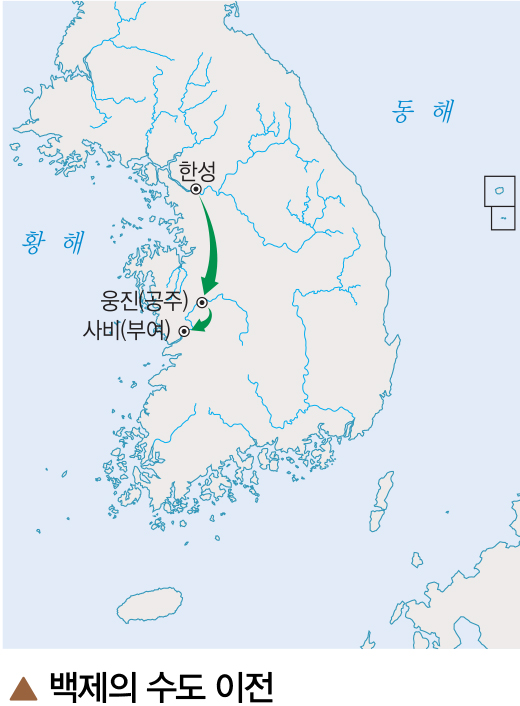 동 해
한성
황 해
웅진(공주)
사비(부여)
▲ 백제의 수도 이전